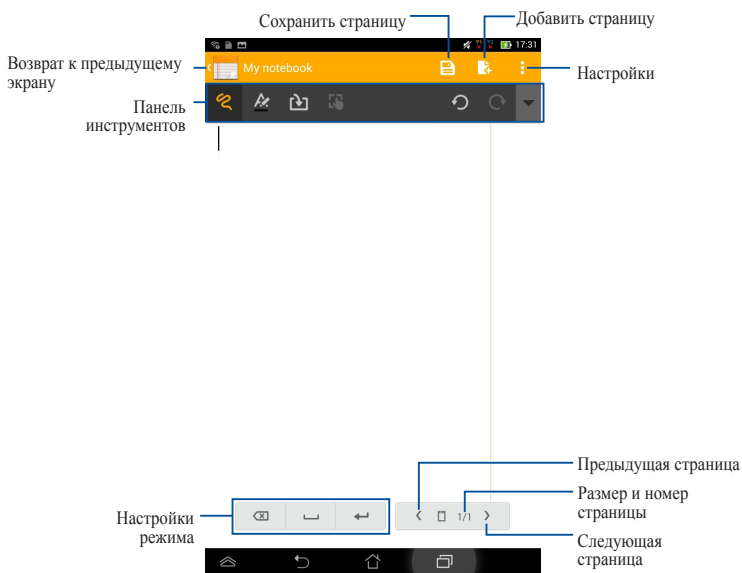 Сохранить страницу
Добавить страницу
17:31
Возврат к предыдущему
экрану
My notebook
Настройки
Панель
инструментов
Предыдущая страница
Размер и номер
страницы
1/1
Настройки
режима
Следующая
страница